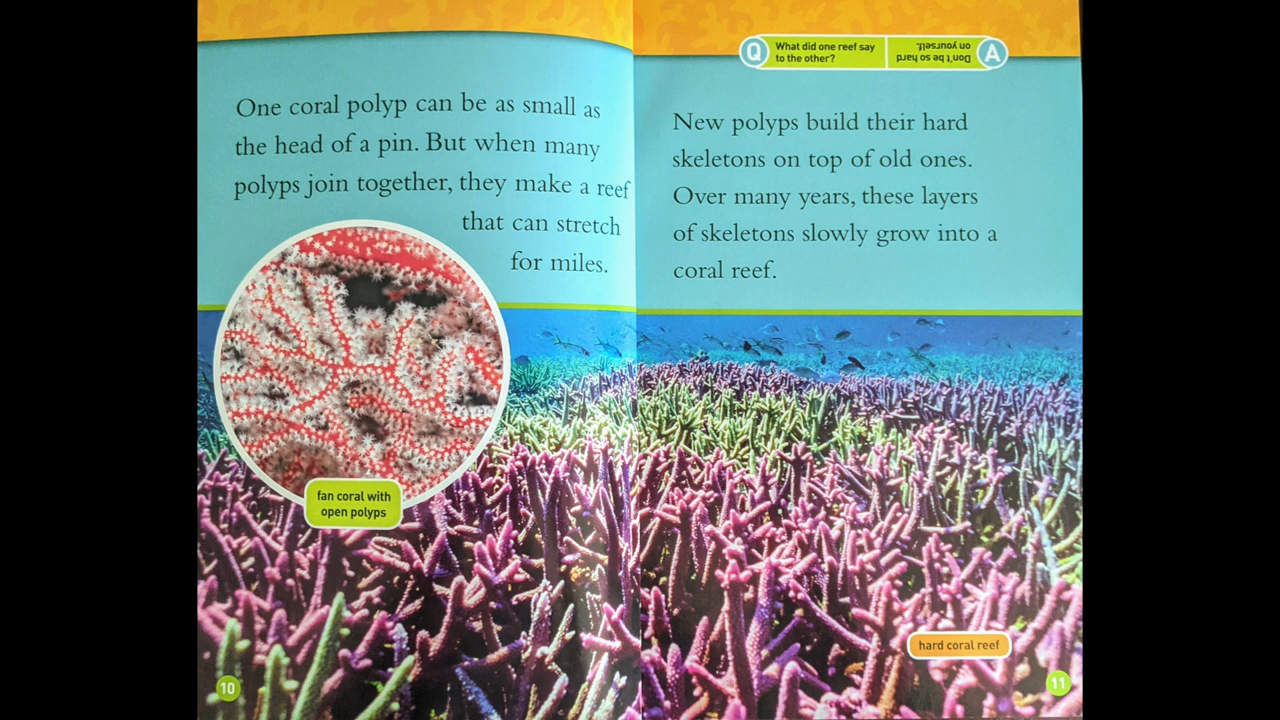 One coral polyp can be as small as
the head of a pin. But when many
polyps join together, they make a reef
that can stretch
for miles.
fan coral with
open polyps
10
Q
What did one reef say
to the other?
Don't be so hard
on yourself.
A
New polyps build their hard
skeletons on top of old ones.
Over many years, these layers
of skeletons slowly grow into a
coral reef.
hard coral reef
11